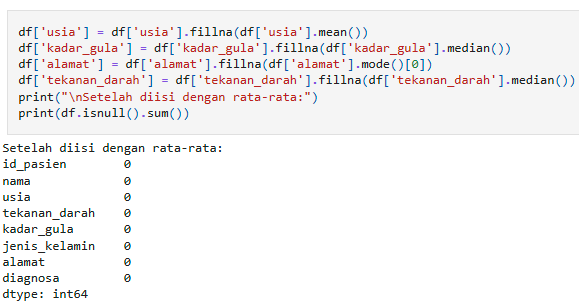 df['usia'] = df['usia'].fillna(df['usia'].mean())
df['kadar_gula'] = df['kadar_gula'].fillna(df['kadar_gula'].median())
df['alamat'] = df['alamat'].fillna(df['alamat'].mode()[0])
df['tekanan_darah'] = df['tekanan_darah'].fillna(df['tekanan_darah'].median())
print("\nSetelah diisi dengan rata-rata:")
print(df.isnull().sum())
Setelah diisi dengan rata-rata:
id_pasien 0
nama 0
usia 0
tekanan_darah 0
kadar_gula 0
jenis_kelamin 0
alamat 0
diagnosa 0
dtype: int64